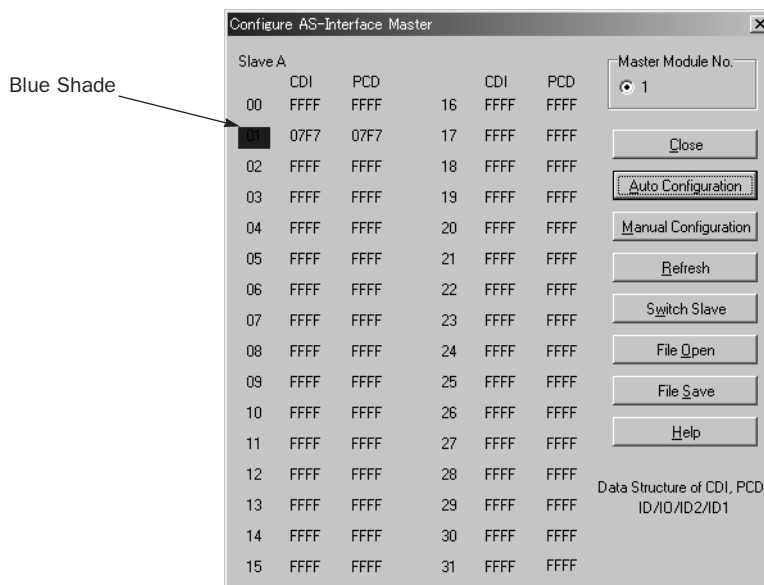 Configure AS-Interface Master
Slave A
CDI PCD CDI PCD
00 FFFF FFFF 16 FFFF FFFF
01 07F7 07F7 17 FFFF FFFF
02 FFFF FFFF 18 FFFF FFFF
03 FFFF FFFF 19 FFFF FFFF
04 FFFF FFFF 20 FFFF FFFF
05 FFFF FFFF 21 FFFF FFFF
06 FFFF FFFF 22 FFFF FFFF
07 FFFF FFFF 23 FFFF FFFF
08 FFFF FFFF 24 FFFF FFFF
09 FFFF FFFF 25 FFFF FFFF
10 FFFF FFFF 26 FFFF FFFF
11 FFFF FFFF 27 FFFF FFFF
12 FFFF FFFF 28 FFFF FFFF
13 FFFF FFFF 29 FFFF FFFF
14 FFFF FFFF 30 FFFF FFFF
15 FFFF FFFF 31 FFFF FFFF
Master Module No.
1
Close
Auto Configuration
Manual Configuration
Refresh
Switch Slave
File Open
File Save
Help
Data Structure of CDI, PCD
ID/IO/ID2/ID1
Blue Shade